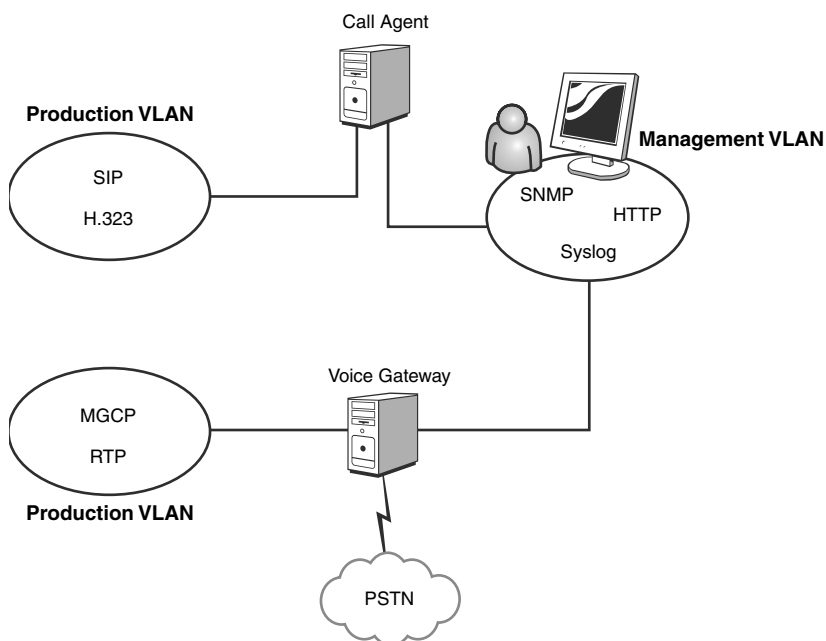 Call Agent
Production VLAN
SIP
H.323
Management VLAN
SNMP
HTTP
Syslog
Voice Gateway
MGCP
RTP
Production VLAN
PSTN